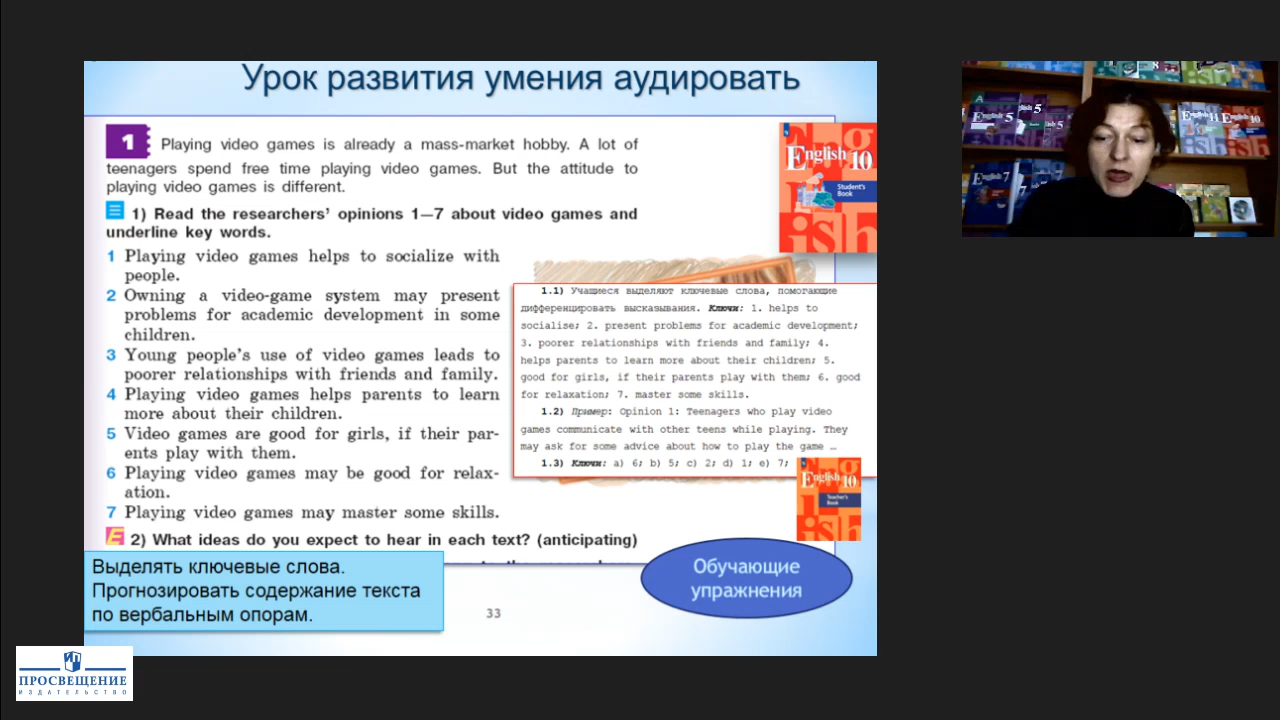 Урок развития умения аудировать
1 Playing video games is already a mass-market hobby. A lot of
teenagers spend free time playing video games. But the attitude to
playing video games is different.
1) Read the researchers' opinions 1—7 about video games and
underline key words.
1 Playing video games helps to socialize with
people.
2 Owning a video-game system may present
problems for academic development in some
children.
3 Young people's use of video games leads to
poorer relationships with friends and family.
4 Playing video games helps parents to learn
more about their children.
5 Video games are good for girls, if their par-
ents play with them.
6 Playing video games may be good for relax-
ation.
7 Playing video games may master some skills.
E 2) What ideas do you expect to hear in each text? (anticipating)
English 10
Student's
Book
1.1) Учащиеся выделяют ключевые слова, помогающие
дифференцировать высказывания. Ключи: 1. helps to
socialise; 2. present problems for academic development;
3. poorer relationships with friends and family; 4.
helps parents to learn more about their children; 5.
good for girls, if their parents play with them; 6. good
for relaxation; 7. master some skills.
1.2) Пример: Opinion 1: Teenagers who play video
games communicate with other teens while playing. They
may ask for some advice about how to play the game …
1.3) Ключи: a) 6; b) 5; c) 2; d) 1; e) 7;
English 10
Teacher's
Book
Выделять ключевые слова.
Прогнозировать содержание текста
по вербальным опорам.
Обучающие
упражнения
33
ПРОСВЕЩЕНИЕ
ИЗДАТЕЛЬСТВО
English 5
English 7